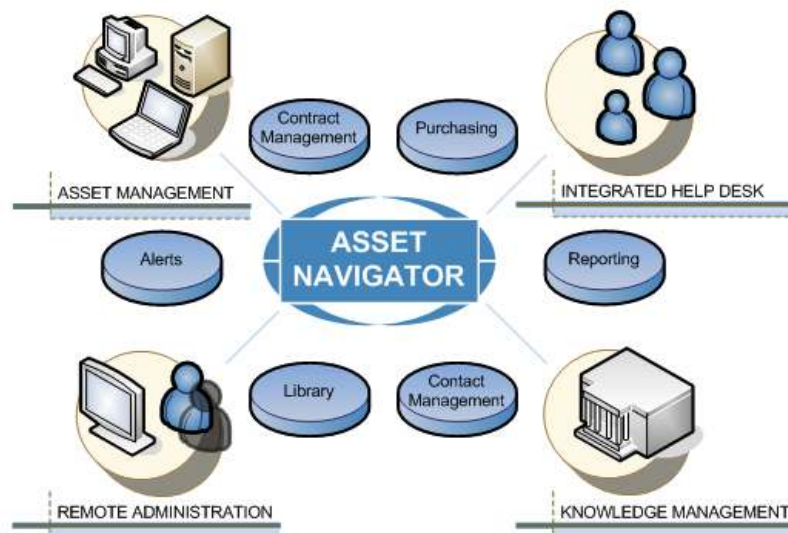 Contract
Management
Purchasing
ASSET MANAGEMENT
INTEGRATED HELP DESK
Alerts
ASSET
NAVIGATOR
Reporting
Library
Contact
Management
REMOTE ADMINISTRATION
KNOWLEDGE MANAGEMENT